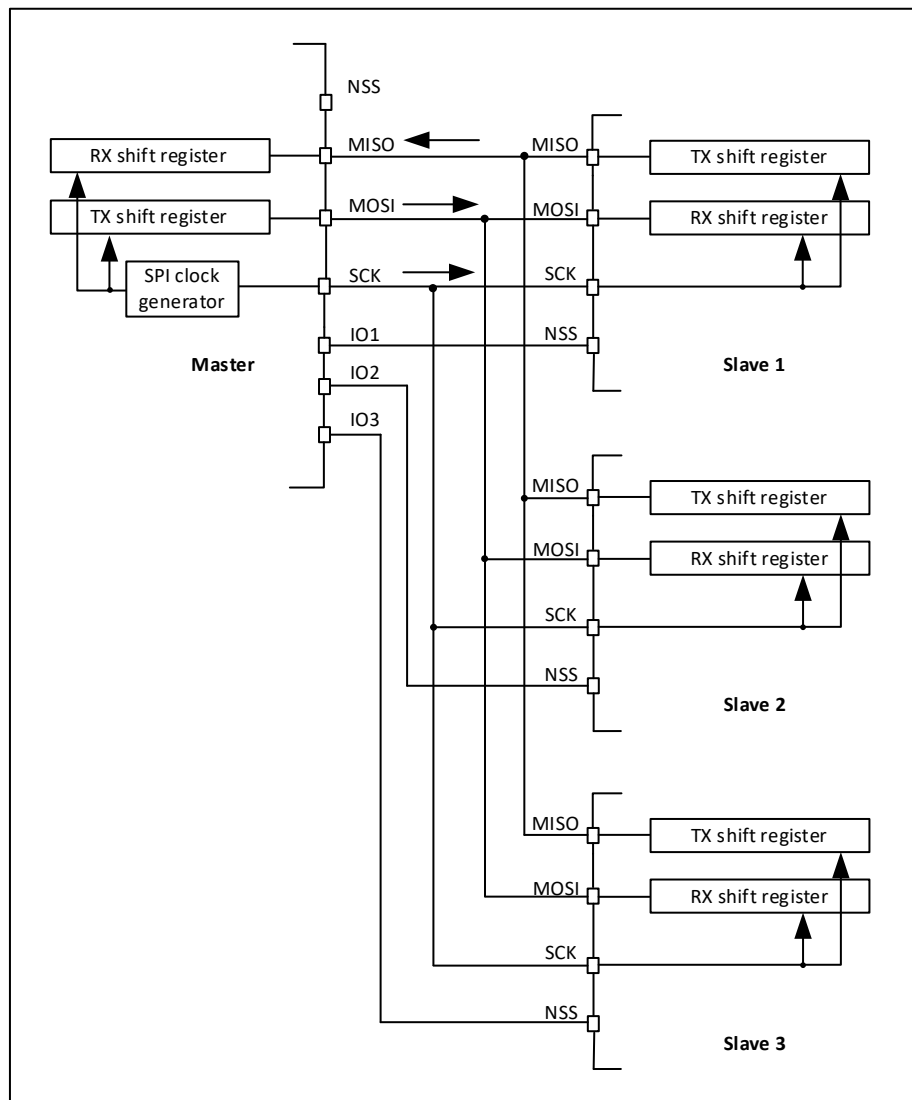 NSS
RX shift register
MISO
MISO
TX shift register
TX shift register
MOSI
MOSI
RX shift register
SPI clock
generator
SCK
SCK
IO1
NSS
Master
Slave 1
IO2
IO3
MISO
TX shift register
MOSI
RX shift register
SCK
NSS
Slave 2
MISO
TX shift register
MOSI
RX shift register
SCK
NSS
Slave 3